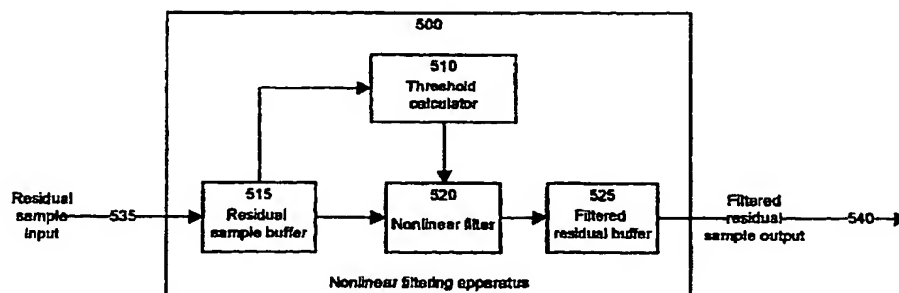 500
510
Threshold
calculator
Residual
sample
input
535
515
Residual
sample buffer
520
Nonlinear filter
525
Filtered
residual buffer
Filtered
residual
sample output
540
Nonlinear filtering apparatus